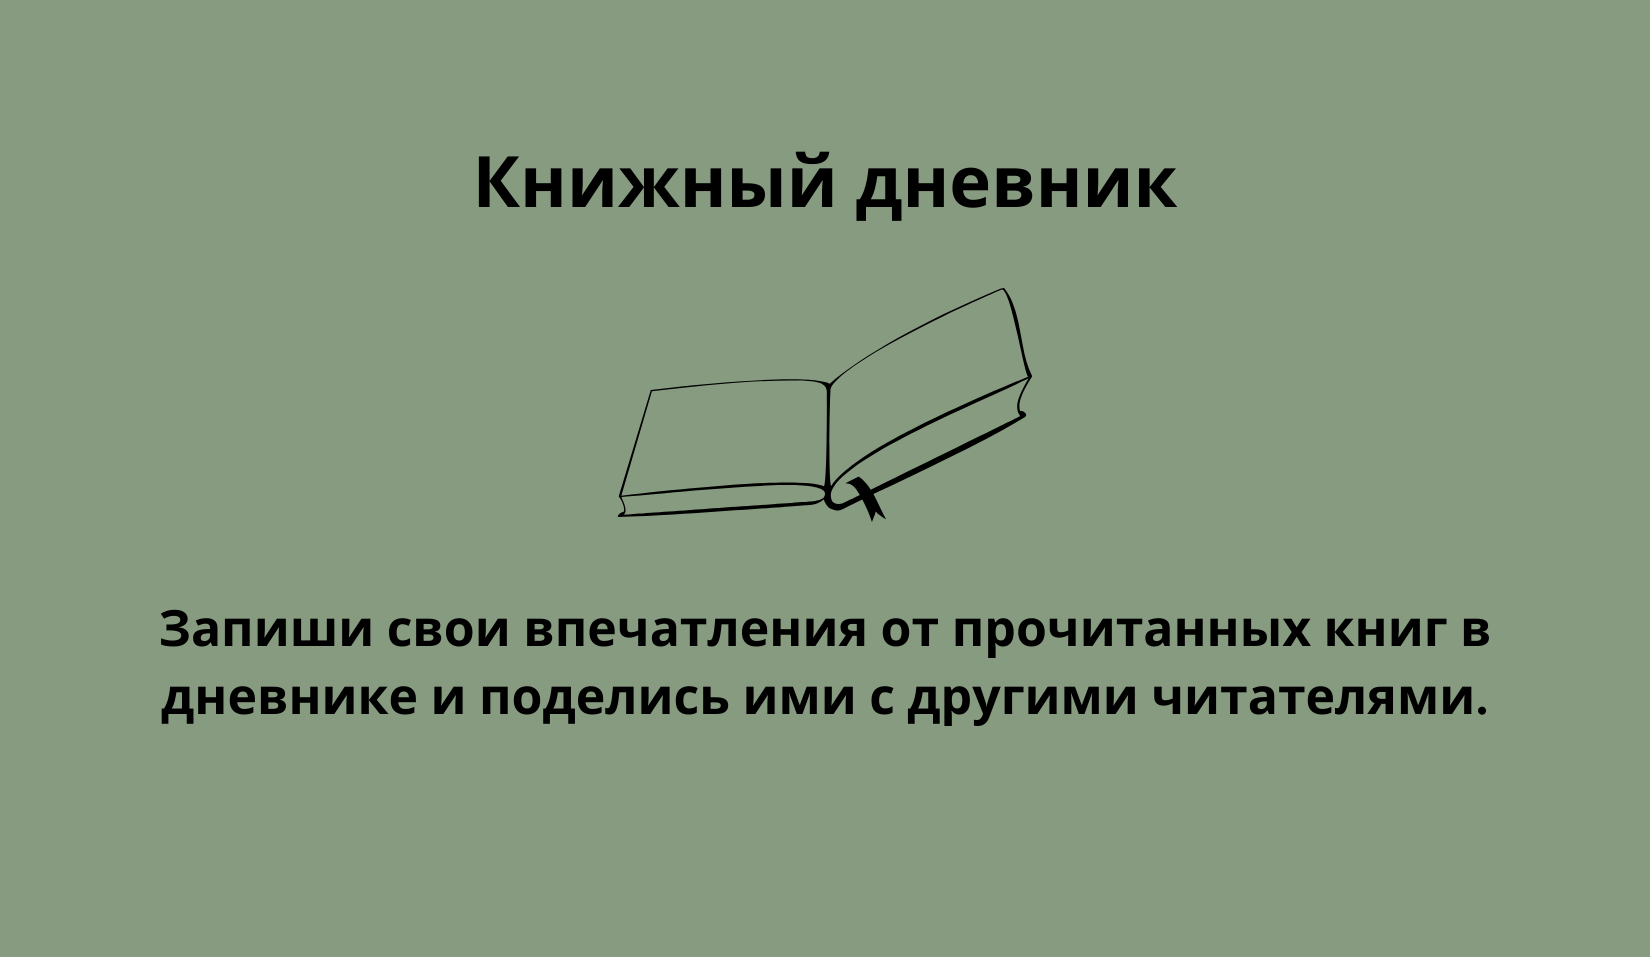 Книжный дневник
Запиши свои впечатления от прочитанных книг в
дневнике и поделись ими с другими читателями.